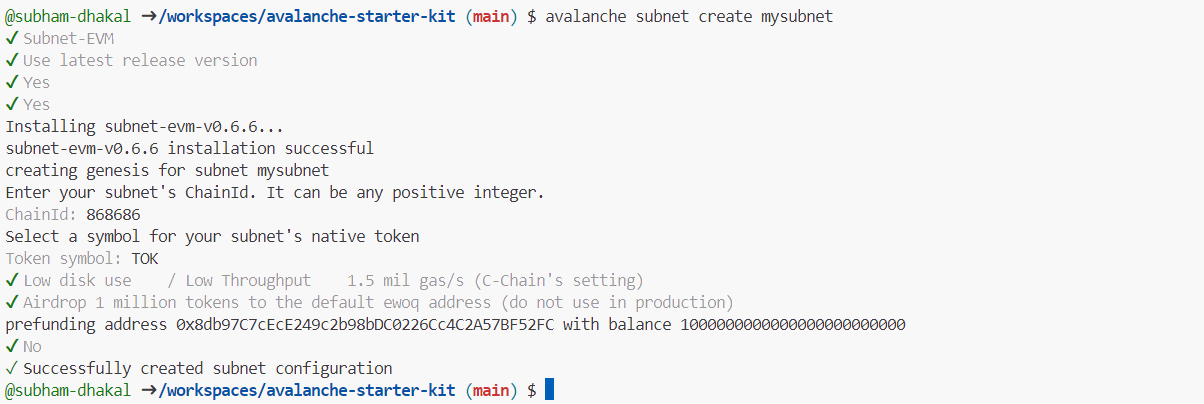 @subham-dhakal →/workspaces/avalanche-starter-kit (main) $ avalanche subnet create mysubnet
✓ Subnet-EVM
✓ Use latest release version
✓ Yes
✓ Yes
Installing subnet-evm-v0.6.6...
subnet-evm-v0.6.6 installation successful
creating genesis for subnet mysubnet
Enter your subnet's ChainId. It can be any positive integer.
ChainId: 868686
Select a symbol for your subnet's native token
Token symbol: TOK
✓ Low disk use    / Low Throughput    1.5 mil gas/s (C-Chain's setting)
✓ Airdrop 1 million tokens to the default ewoq address (do not use in production)
prefunding address 0x8db97C7cEcE249c2b98bDC0226Cc4C2A57BF52FC with balance 1000000000000000000000000
✓ No
✓ Successfully created subnet configuration
@subham-dhakal →/workspaces/avalanche-starter-kit (main) $